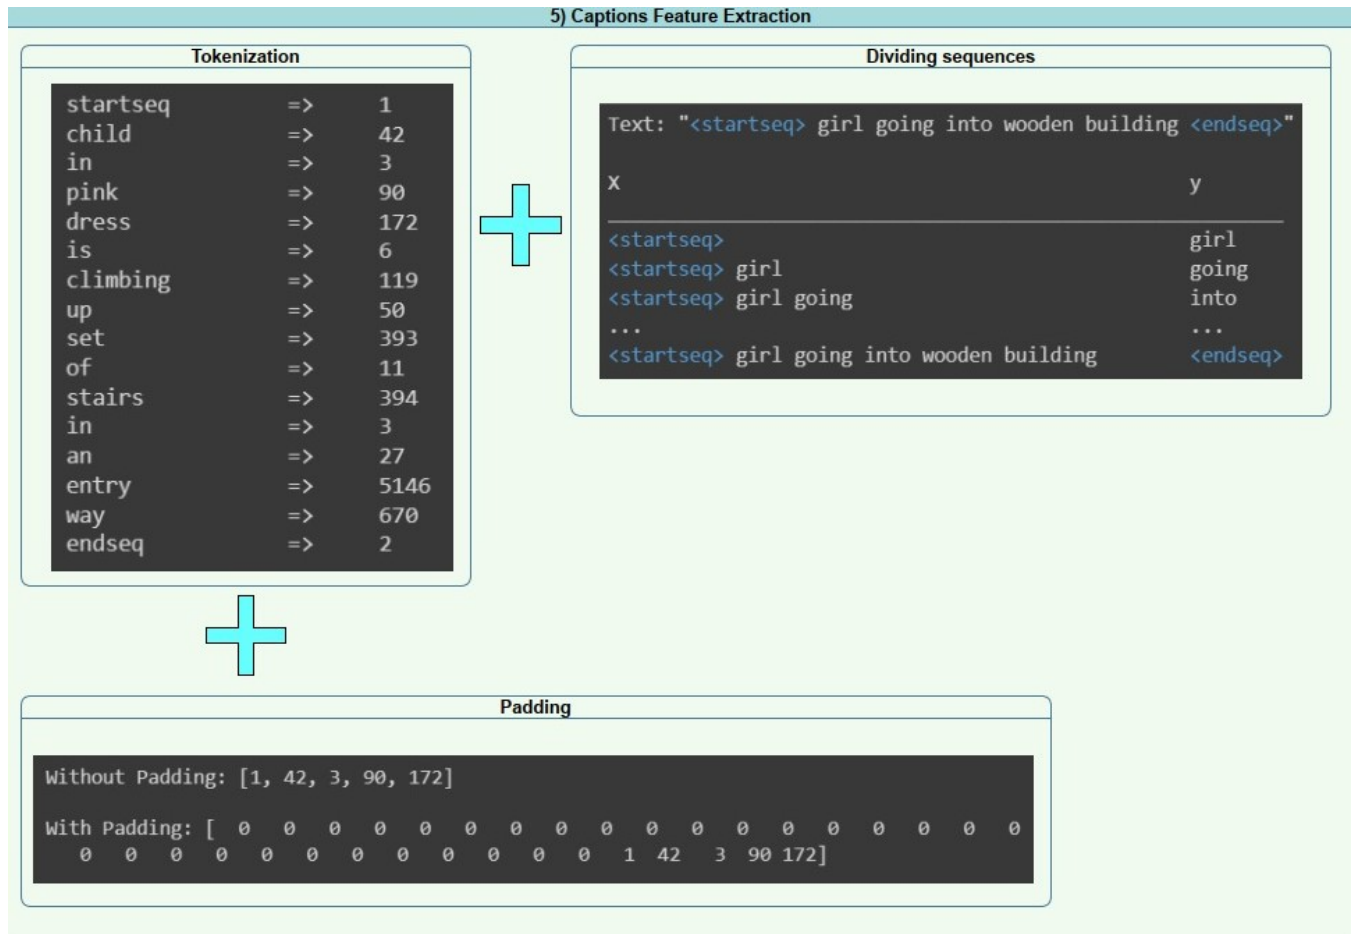 5) Captions Feature Extraction
Tokenization
startseq => 1
child => 42
in => 3
pink => 90
dress => 172
is => 6
climbing => 119
up => 50
set => 393
of => 11
stairs => 394
in => 3
an => 27
entry => 5146
way => 670
endseq => 2
Dividing sequences
Text: "<startseq> girl going into wooden building <endseq>"
X y
<startseq> girl
<startseq> girl going
<startseq> girl going into
... ...
<startseq> girl going into wooden building <endseq>
Padding
Without Padding: [1, 42, 3, 90, 172]
With Padding: [ 0 0 0 0 0 0 0 0 0 0 0 0 0 0 0 0 0 0
0 0 0 0 0 0 0 0 0 0 0 0 1 42 3 90 172]